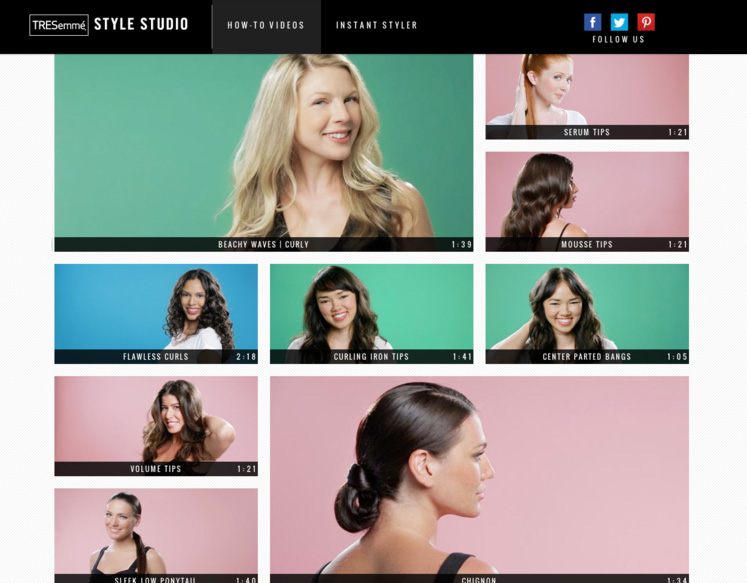 TRESemmé STYLE STUDIO
HOW-TO VIDEOS
INSTANT STYLER
FOLLOW US
SERUM TIPS 1:21
MOUSSE TIPS 1:21
BEACHY WAVES | CURLY 1:39
FLAWLESS CURLS 2:18
CURLING IRON TIPS 1:41
CENTER PARTED BANGS 1:05
VOLUME TIPS 1:21
SLEEK LOW PONYTAIL 1:40
CHIGNON 1:34